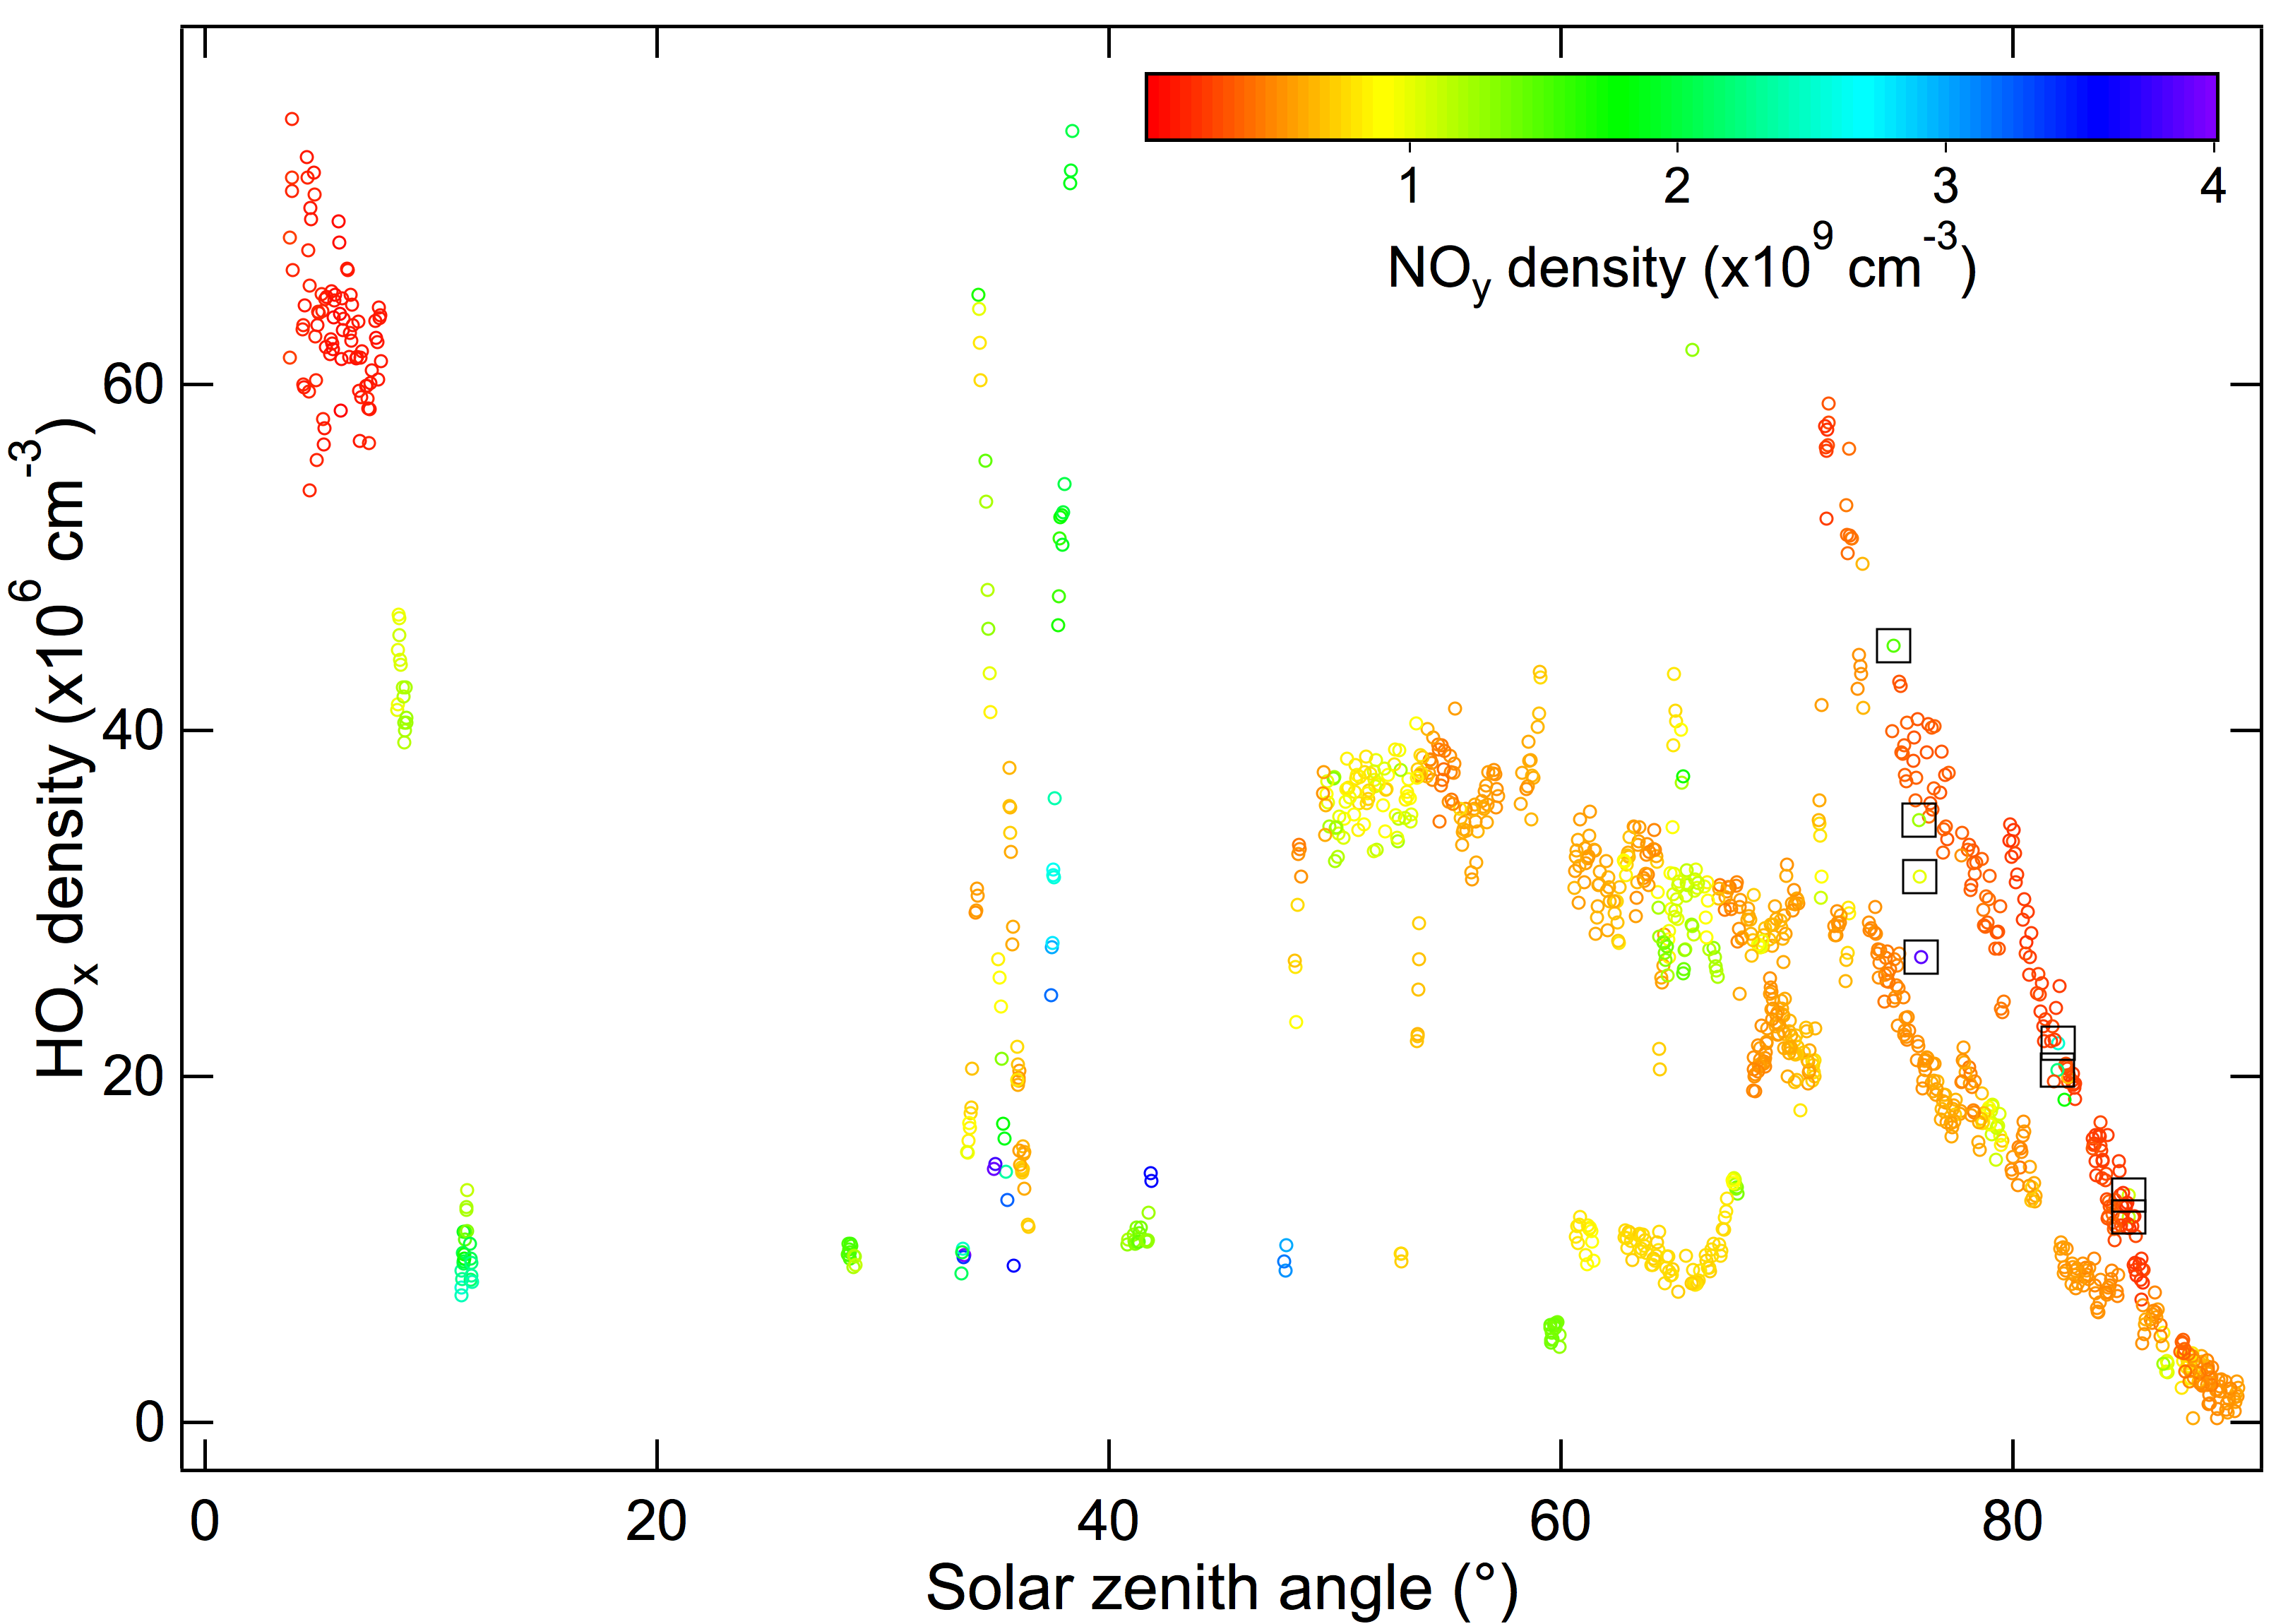 1 2 3 4
NOy density (x10^9 cm^-3)
HOx density (x10^6 cm^-3)
60
40
20
0
0 20 40 60 80
Solar zenith angle (°)